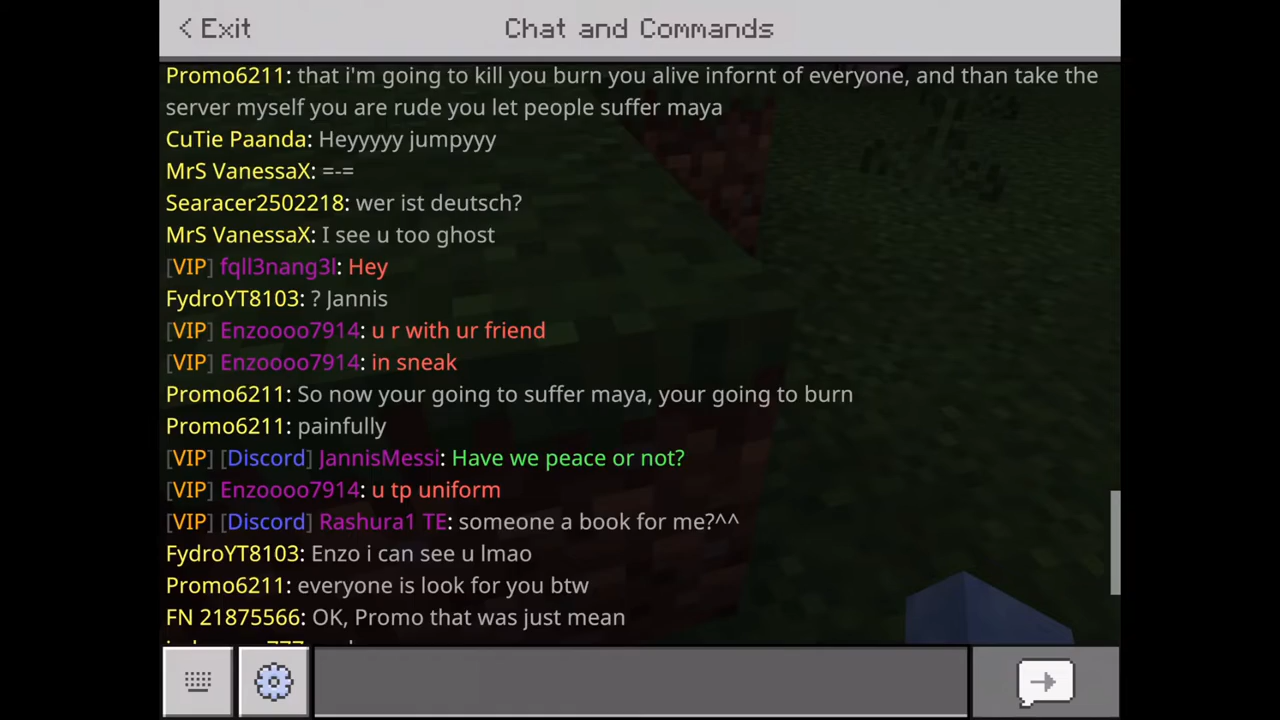 < Exit
Chat and Commands
Promo6211: that i'm going to kill you burn you alive infornt of everyone, and than take the
server myself you are rude you let people suffer maya
CuTie Paanda: Heyyyyy jumpyyy
MrS VanessaX: =-=
Searacer2502218: wer ist deutsch?
MrS VanessaX: I see u too ghost
[VIP] fqll3nang3l: Hey
FydroYT8103: ? Jannis
[VIP] Enzoooo7914: u r with ur friend
[VIP] Enzoooo7914: in sneak
Promo6211: So now your going to suffer maya, your going to burn
Promo6211: painfully
[VIP] [Discord] JannisMessi: Have we peace or not?
[VIP] Enzoooo7914: u tp uniform
[VIP] [Discord] Rashura1 TE: someone a book for me?^^
FydroYT8103: Enzo i can see u lmao
Promo6211: everyone is look for you btw
FN 21875566: OK, Promo that was just mean